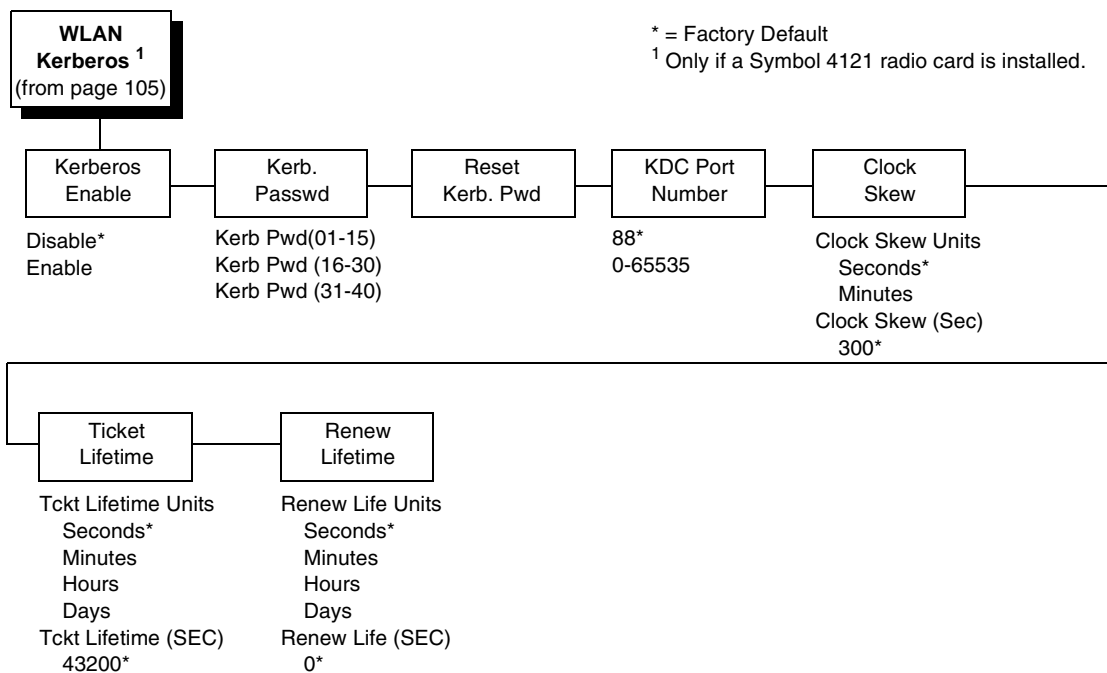 WLAN
Kerberos 1
(from page 105)
* = Factory Default
1 Only if a Symbol 4121 radio card is installed.
Kerberos
Enable
Disable*
Enable
Kerb.
Passwd
Kerb Pwd(01-15)
Kerb Pwd (16-30)
Kerb Pwd (31-40)
Reset
Kerb. Pwd
KDC Port
Number
88*
0-65535
Clock
Skew
Clock Skew Units
Seconds*
Minutes
Clock Skew (Sec)
300*
Ticket
Lifetime
Tckt Lifetime Units
Seconds*
Minutes
Hours
Days
Tckt Lifetime (SEC)
43200*
Renew
Lifetime
Renew Life Units
Seconds*
Minutes
Hours
Days
Renew Life (SEC)
0*